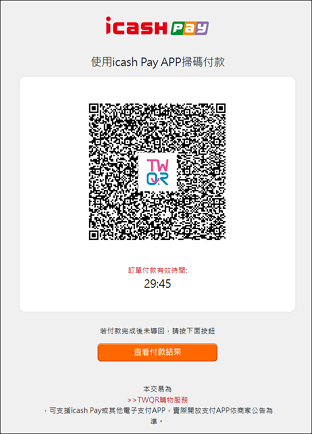 icash pay
使用icash Pay APP掃碼付款
TW
QR
訂單付款有效時間:
29:45
若付款完成後未導回，請按下面按鈕
查看付款結果
本交易為
>>TWQR購物服務
，可支援icash Pay或其他電子支付APP，實際開放支付APP依商家公告為
準。